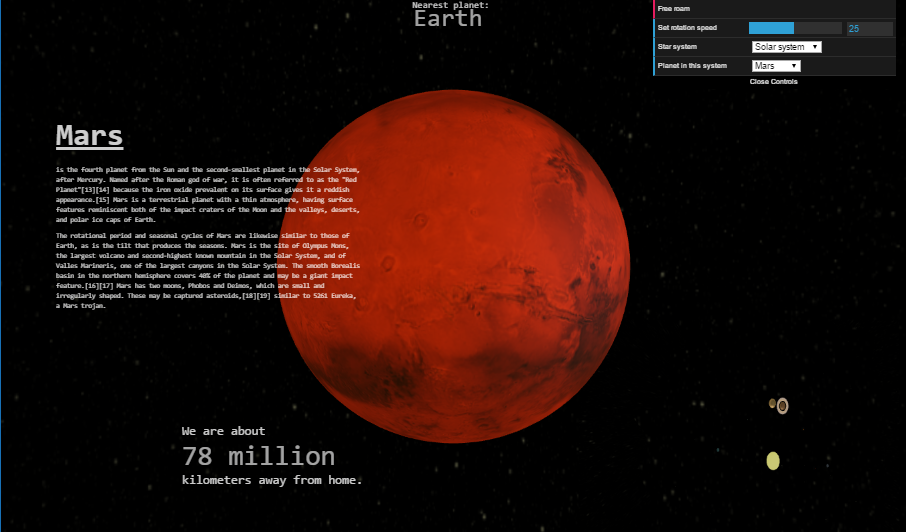 Nearest planet:
Earth
Free roam
Set rotation speed 25
Star system Solar system
Planet in this system Mars
Close Controls
Mars
is the fourth planet from the Sun and the second-smallest planet in the Solar System,
after Mercury. Named after the Roman god of war, it is often referred to as the "Red
Planet"[13][14] because the iron oxide prevalent on its surface gives it a reddish
appearance.[15] Mars is a terrestrial planet with a thin atmosphere, having surface
features reminiscent both of the impact craters of the Moon and the valleys, deserts,
and polar ice caps of Earth.
The rotational period and seasonal cycles of Mars are likewise similar to those of
Earth, as is the tilt that produces the seasons. Mars is the site of Olympus Mons,
the largest volcano and second-highest known mountain in the Solar System, and of
Valles Marineris, one of the largest canyons in the Solar System. The smooth Borealis
basin in the northern hemisphere covers 40% of the planet and may be a giant impact
feature.[16][17] Mars has two moons, Phobos and Deimos, which are small and
irregularly shaped. These may be captured asteroids,[18][19] similar to 5261 Eureka,
a Mars trojan.
We are about
78 million
kilometers away from home.